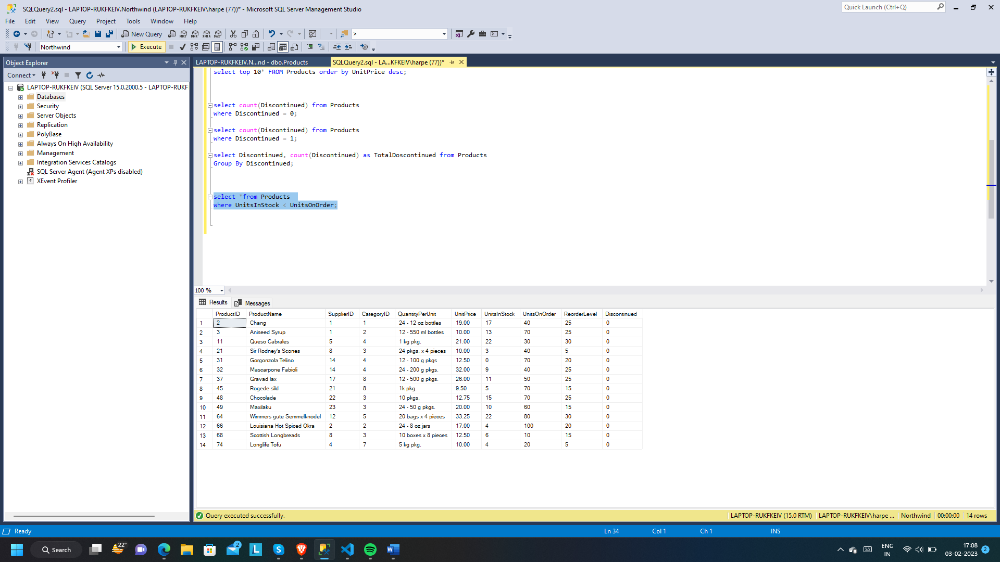 SQLQuery2.sql - LAPTOP-RUKFKEIV.Northwind (LAPTOP-RUKFKEIV\harpe (77))* - Microsoft SQL Server Management Studio
Quick Launch (Ctrl+Q)
File Edit View Query Project Tools Window Help
New Query
MDX DMX XMLA DAX
>
Northwind
Execute
Object Explorer
LAPTOP-RUKFKEIV.N...nd - dbo.Products
SQLQuery2.sql - LA...KFKEIV\harpe (77))*
Connect
LAPTOP-RUKFKEIV (SQL Server 15.0.2000.5 - LAPTOP-RUKF
Databases
Security
Server Objects
Replication
PolyBase
Always On High Availability
Management
Integration Services Catalogs
SQL Server Agent (Agent XPs disabled)
XEvent Profiler
select top 10* FROM Products order by UnitPrice desc;
select count(Discontinued) from Products
where Discontinued = 0;
select count(Discontinued) from Products
where Discontinued = 1;
select Discontinued, count(Discontinued) as TotalDoscontinued from Products
Group By Discontinued;
select *from Products
where UnitsInStock < UnitsOnOrder;
100 %
Results Messages
ProductID ProductName SupplierID CategoryID QuantityPerUnit UnitPrice UnitsInStock UnitsOnOrder ReorderLevel Discontinued
1 2 Chang 1 1 24 - 12 oz bottles 19.00 17 40 25 0
2 3 Aniseed Syrup 1 2 12 - 550 ml bottles 10.00 13 70 25 0
3 11 Queso Cabrales 5 4 1 kg pkg. 21.00 22 30 30 0
4 21 Sir Rodney's Scones 8 3 24 pkgs. x 4 pieces 10.00 3 40 5 0
5 31 Gorgonzola Telino 14 4 12 - 100 g pkgs 12.50 0 70 20 0
6 32 Mascarpone Fabioli 14 4 24 - 200 g pkgs. 32.00 9 40 25 0
7 37 Gravad lax 17 8 12 - 500 g pkgs. 26.00 11 50 25 0
8 45 Rogede sild 21 8 1k pkg. 9.50 5 70 15 0
9 48 Chocolade 22 3 10 pkgs. 12.75 15 70 25 0
10 49 Maxilaku 23 3 24 - 50 g pkgs. 20.00 10 60 15 0
11 64 Wimmers gute Semmelknödel 12 5 20 bags x 4 pieces 33.25 22 80 30 0
12 66 Louisiana Hot Spiced Okra 2 2 24 - 8 oz jars 17.00 4 100 20 0
13 68 Scottish Longbreads 8 3 10 boxes x 8 pieces 12.50 6 10 15 0
14 74 Longlife Tofu 4 7 5 kg pkg. 10.00 4 20 5 0
Query executed successfully.
LAPTOP-RUKFKEIV (15.0 RTM) LAPTOP-RUKFKEIV\harpe ... Northwind 00:00:00 14 rows
Ready
Ln 34 Col 1 Ch 1 INS
Search
22°
2
L
S
W
ENG
IN
17:08
03-02-2023
2